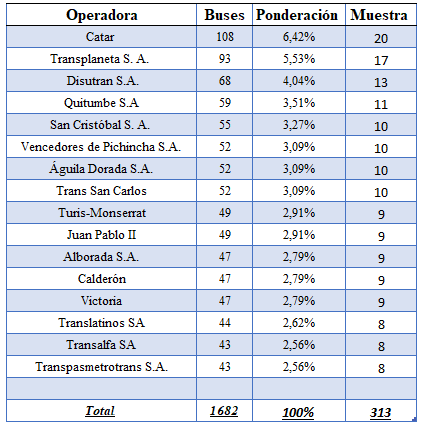 Operadora Buses Ponderación Muestra
Catar 108 6,42% 20
Transplaneta S. A. 93 5,53% 17
Disutran S.A. 68 4,04% 13
Quitumbe S.A 59 3,51% 11
San Cristóbal S. A. 55 3,27% 10
Vencedores de Pichincha S.A. 52 3,09% 10
Águila Dorada S.A. 52 3,09% 10
Trans San Carlos 52 3,09% 10
Turis-Monserrat 49 2,91% 9
Juan Pablo II 49 2,91% 9
Alborada S.A. 47 2,79% 9
Calderón 47 2,79% 9
Victoria 47 2,79% 9
Translatinos SA 44 2,62% 8
Transalfa SA 43 2,56% 8
Transpasmetrotrans S.A. 43 2,56% 8
Total 1682 100% 313